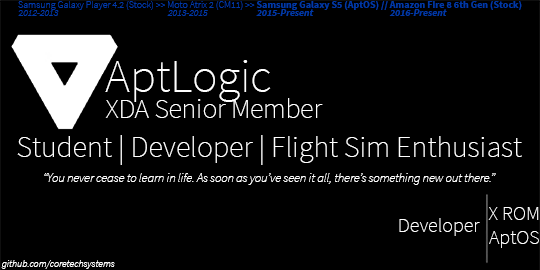 Samsung Galaxy Player 4.2 (Stock) >> Moto Atrix 2 (CM11) >> Samsung Galaxy S5 (AptOS) // Amazon Fire 8 6th Gen (Stock)
2012-2013 2013-2015 2015-Present 2016-Present
AptLogic
XDA Senior Member
Student | Developer | Flight Sim Enthusiast
“You never cease to learn in life. As soon as you’ve seen it all, there’s something new out there.”
Developer
X ROM
AptOS
github.com/coretechsystems